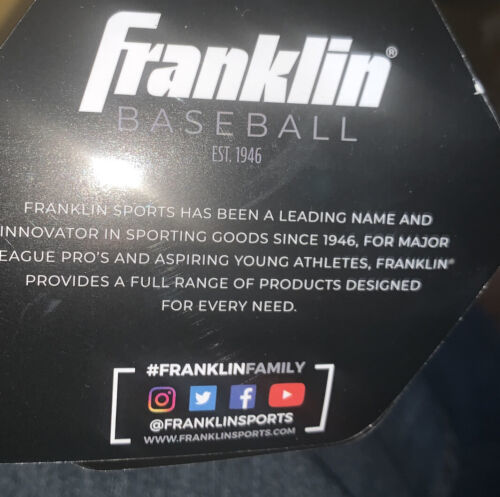 Franklin®
BASEBALL
EST. 1946
FRANKLIN SPORTS HAS BEEN A LEADING NAME AND
INNOVATOR IN SPORTING GOODS SINCE 1946, FOR MAJOR
EAGUE PRO'S AND ASPIRING YOUNG ATHLETES, FRANKLIN®
PROVIDES A FULL RANGE OF PRODUCTS DESIGNED
FOR EVERY NEED.
#FRANKLINFAMILY
@FRANKLINSPORTS
WWW.FRANKLINSPORTS.COM